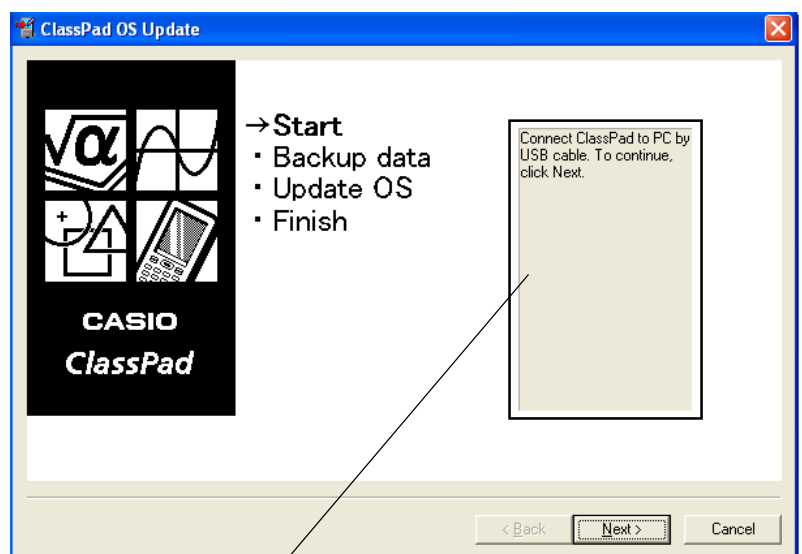 ClassPad OS Update
√α
+
CASIO
ClassPad
→Start
・Backup data
・Update OS
・Finish
Connect ClassPad to PC by
USB cable. To continue,
click Next.
< Back
Next >
Cancel